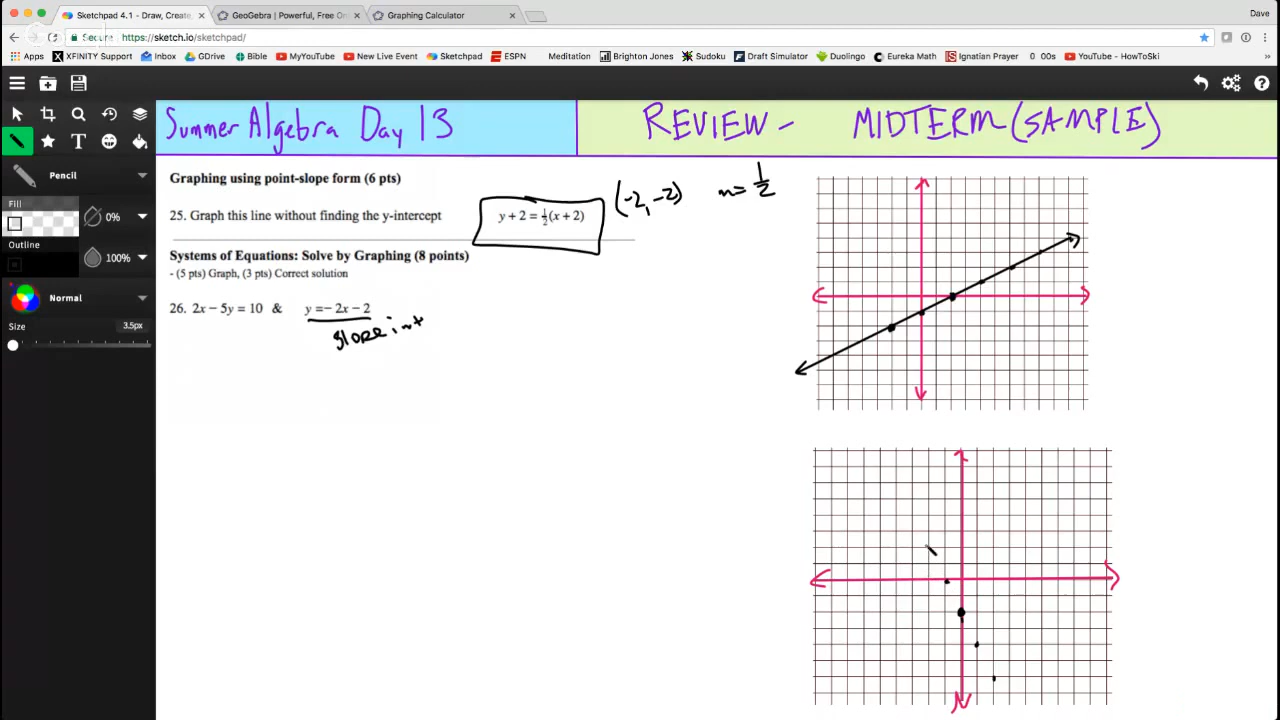 Sketchpad 4.1 - Draw, Create,
GeoGebra | Powerful, Free On
Graphing Calculator
Dave
Secure
https://sketch.io/sketchpad/
Apps
XFINITY Support
Inbox
GDrive
Bible
MyYouTube
New Live Event
Sketchpad
ESPN
Meditation
Brighton Jones
Sudoku
Draft Simulator
Duolingo
Eureka Math
Ignatian Prayer
0 00s
YouTube - HowToSki
Summer Algebra Day 13
REVIEW - MIDTERM (SAMPLE)
Pencil
Fill
0%
Outline
100%
Normal
Size
3.5px
Graphing using point-slope form (6 pts)
25. Graph this line without finding the y-intercept
y + 2 = ½(x + 2)
(-2, -2)
m = 1/2
Systems of Equations: Solve by Graphing (8 points)
- (5 pts) Graph, (3 pts) Correct solution
26. 2x − 5y = 10 & y =− 2x − 2
slope int